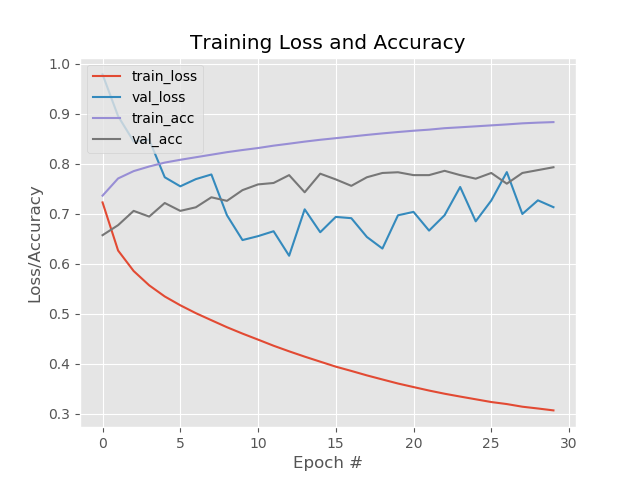 Training Loss and Accuracy
1.0
0.9
0.8
0.7
0.6
0.5
0.4
0.3
Loss/Accuracy
train_loss
val_loss
train_acc
val_acc
0 5 10 15 20 25 30
Epoch #